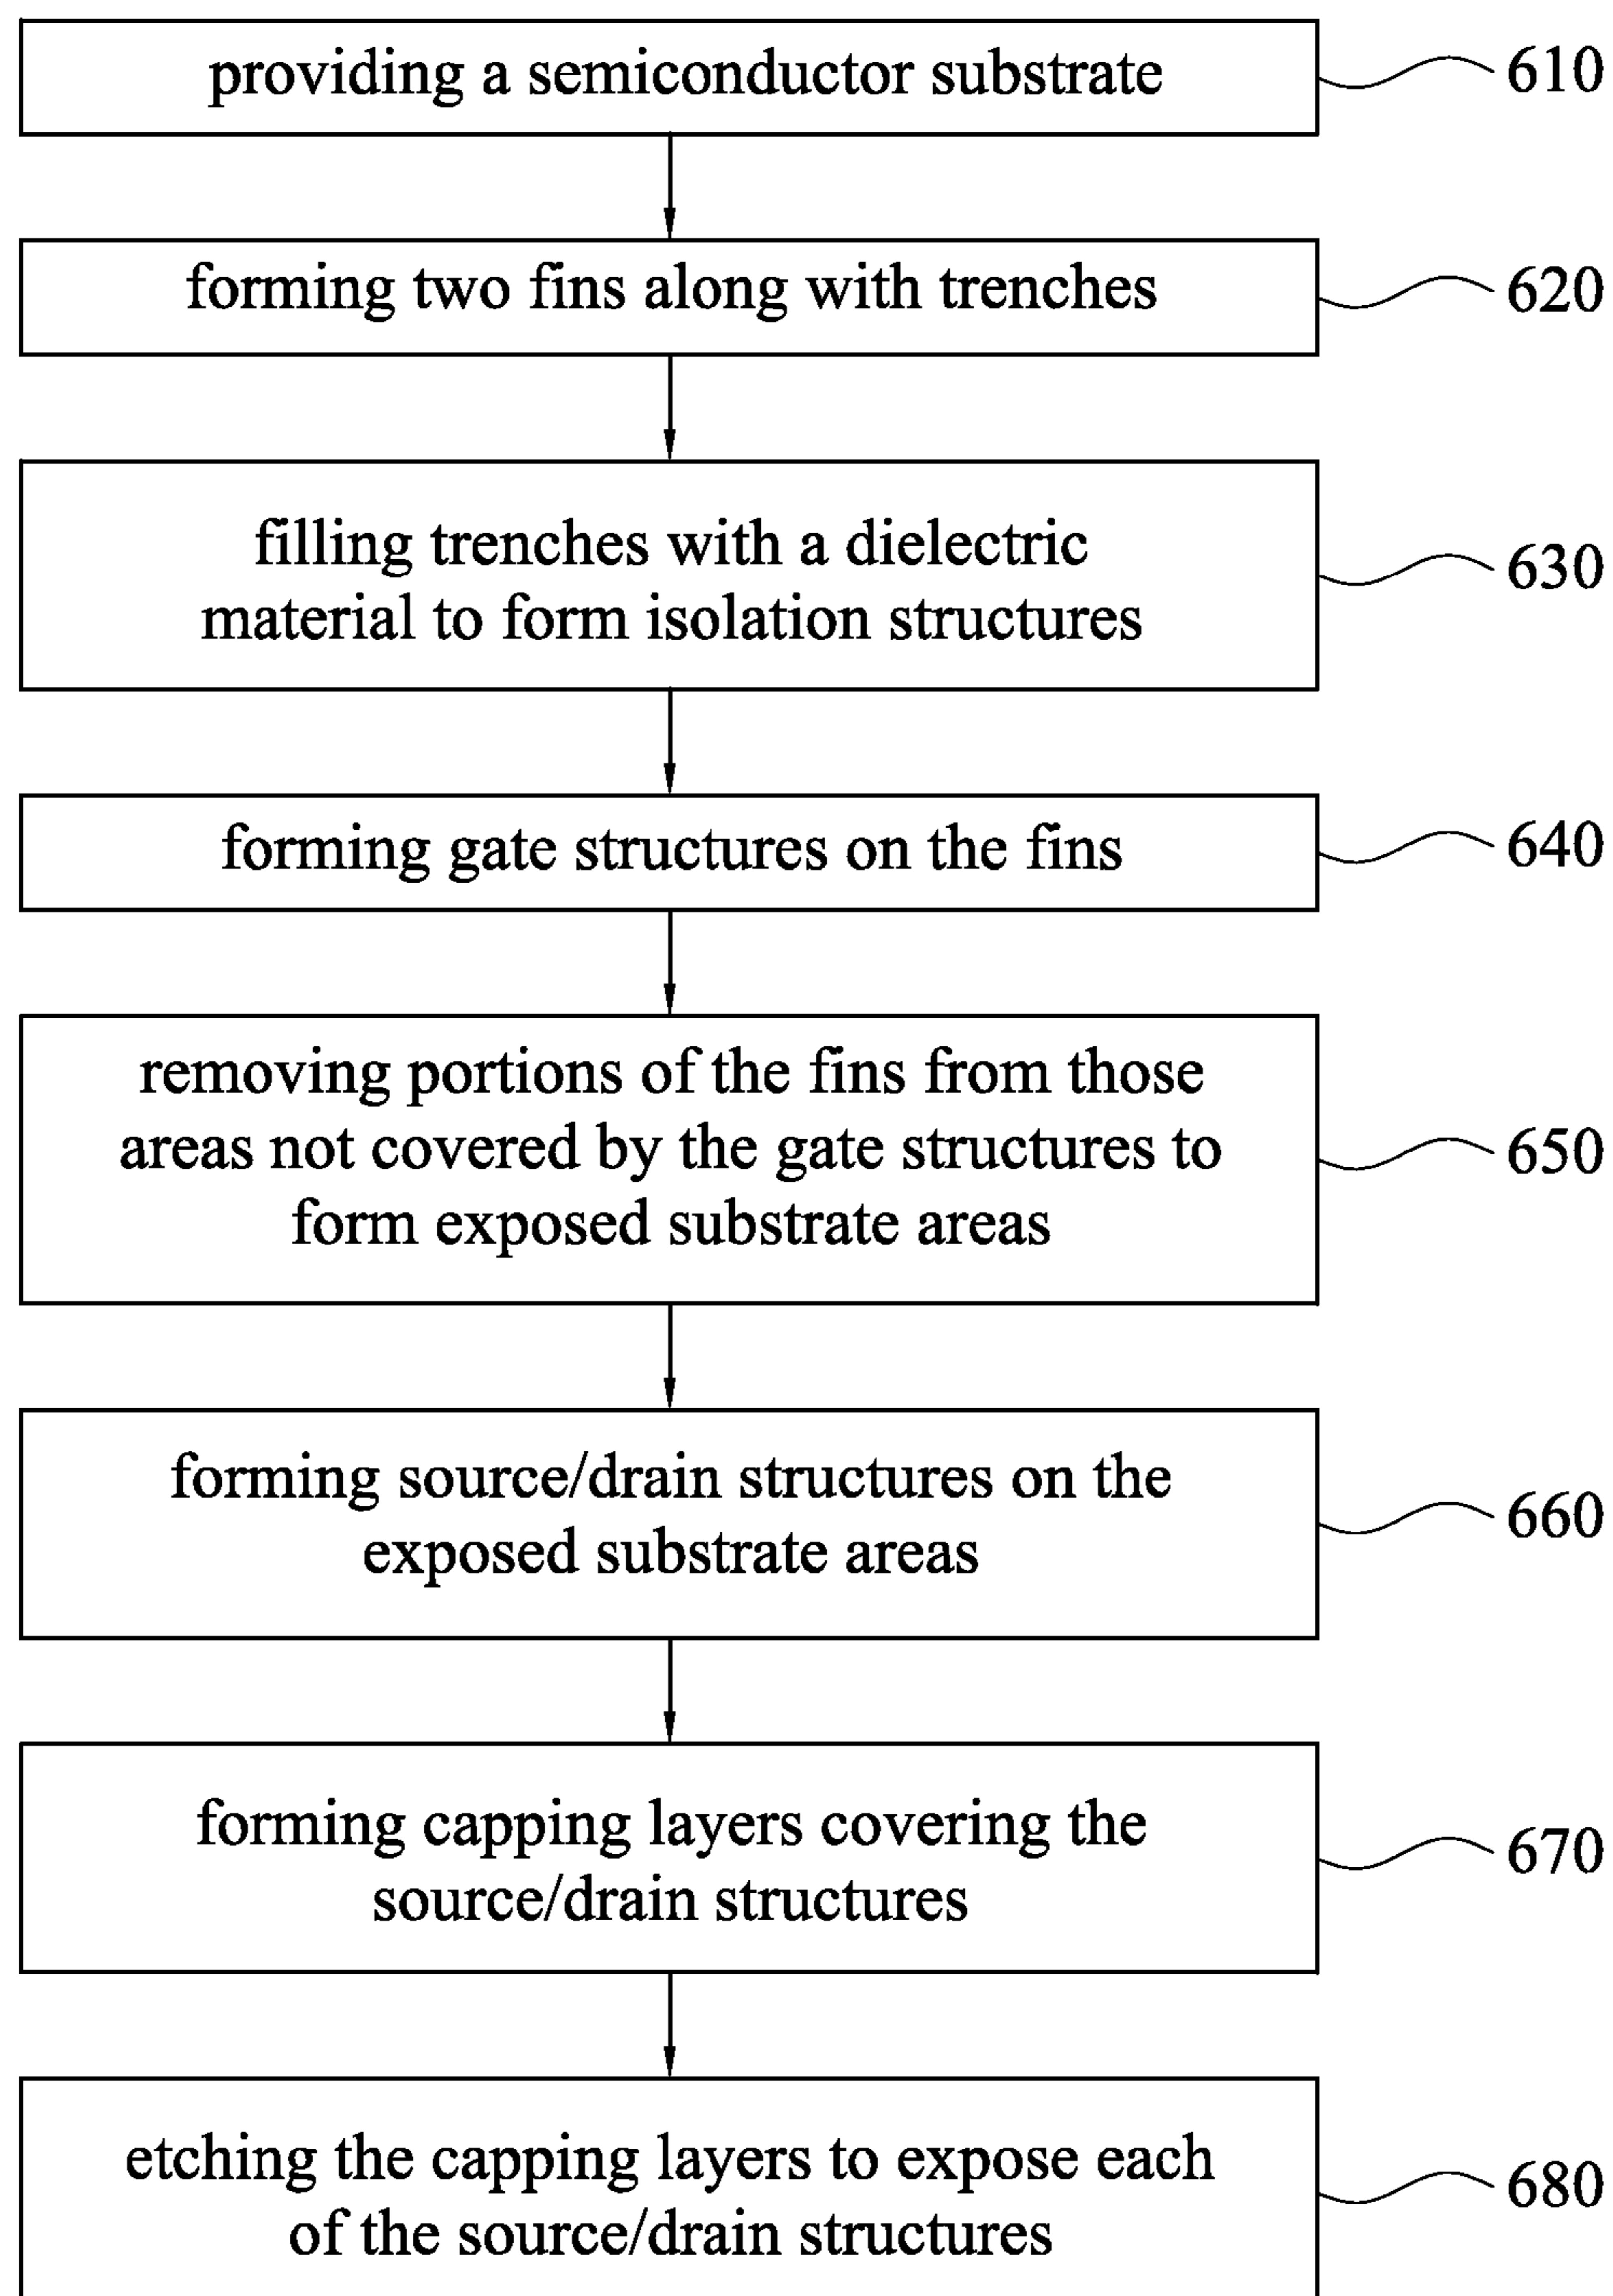 providing a semiconductor substrate
610
forming two fins along with trenches
620
filling trenches with a dielectric
material to form isolation structures
630
forming gate structures on the fins
640
removing portions of the fins from those
areas not covered by the gate structures to
form exposed substrate areas
650
forming source/drain structures on the
exposed substrate areas
660
forming capping layers covering the
source/drain structures
670
etching the capping layers to expose each
of the source/drain structures
680